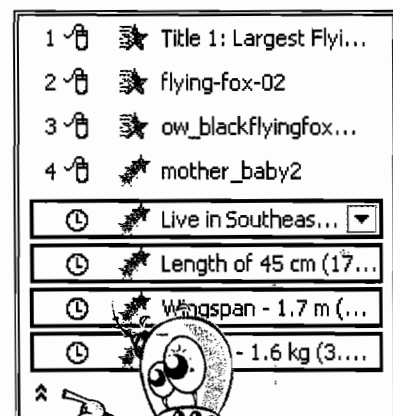 1 Title 1: Largest Flyi...
2 flying-fox-02
3 ow_blackflyingfox...
4 mother_baby2
Live in Southeas...
Length of 45 cm (17...
Wingspan - 1.7 m (...
- 1.6 kg (3....